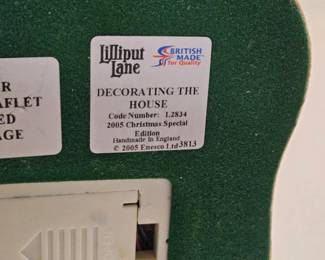 Lilliput
Lane
BRITISH
MADE
for Quality
DECORATING THE
HOUSE
Code Number: L2834
2005 Christmas Special
Edition
Handmade in England
© 2005 Enesco Ltd 3813
R
AFLET
ED
AGE